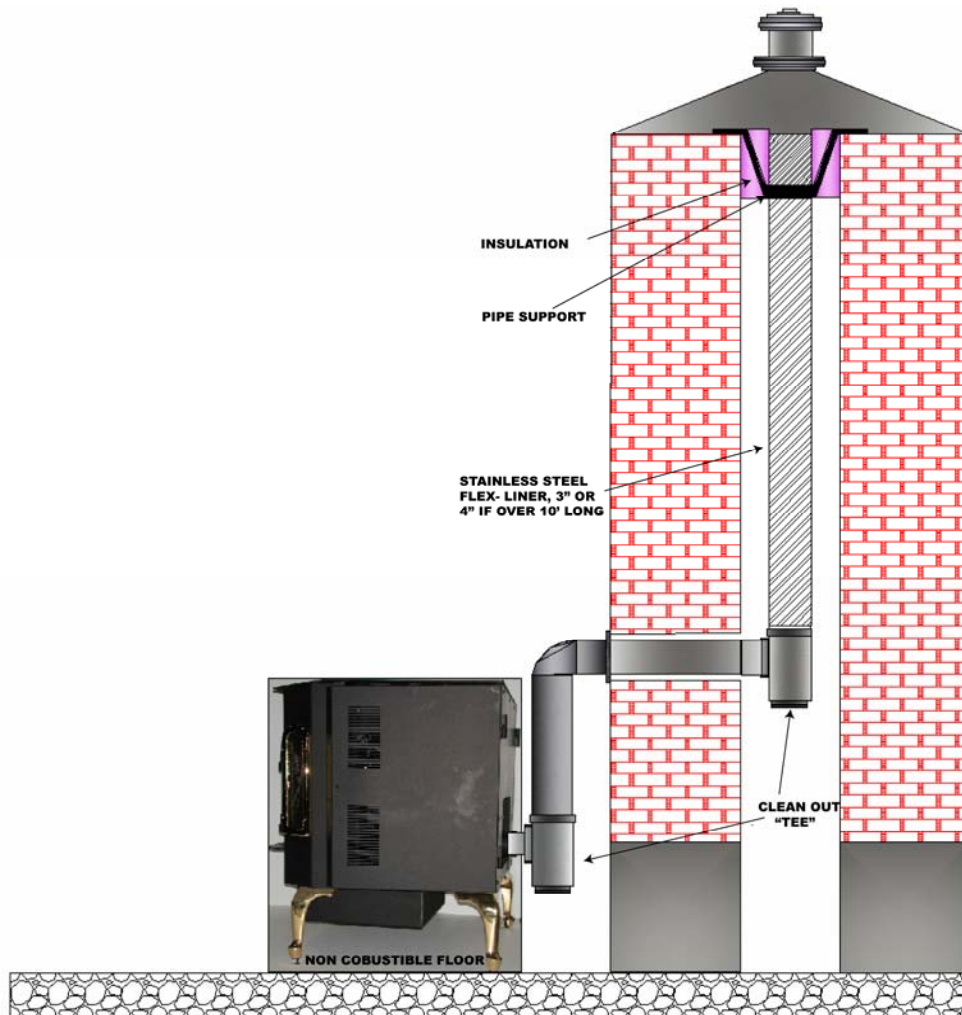 INSULATION
PIPE SUPPORT
STAINLESS STEEL
FLEX- LINER, 3” OR
4” IF OVER 10’ LONG
CLEAN OUT
“TEE”
NON COBUSTIBLE FLOOR